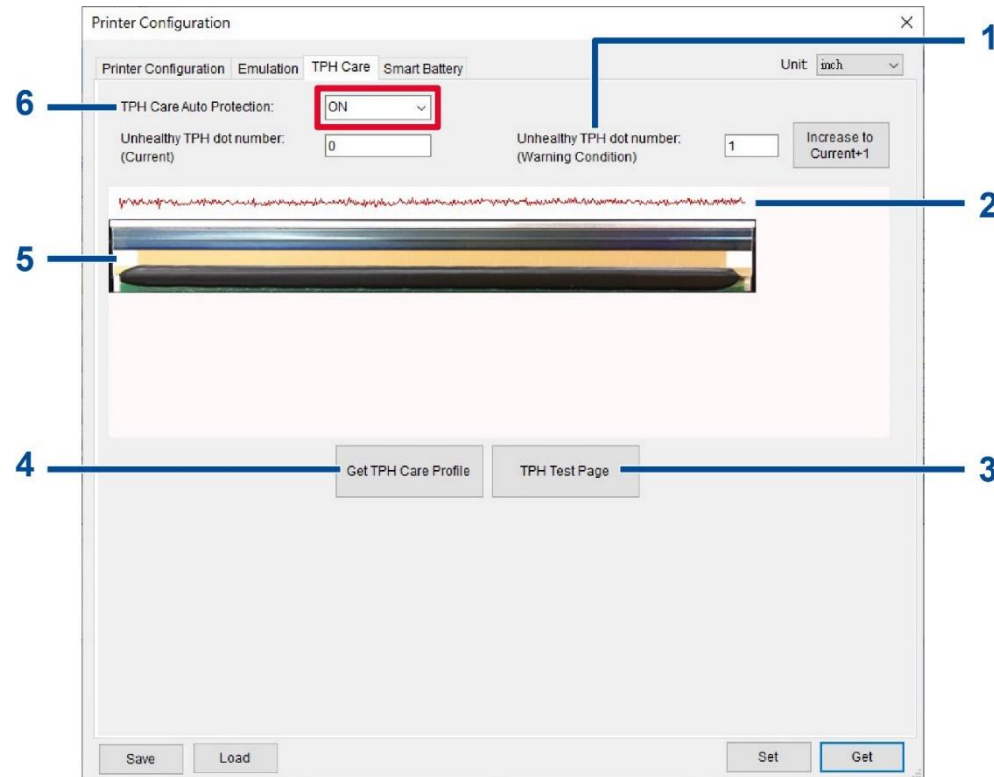 Printer Configuration
1
Printer Configuration Emulation TPH Care Smart Battery Unit: inch
6 TPH Care Auto Protection: ON
Unhealthy TPH dot number: 0 Unhealthy TPH dot number: 1 Increase to
(Current) (Warning Condition) Current+1
2
5
4 Get TPH Care Profile TPH Test Page 3
Save Load Set Get